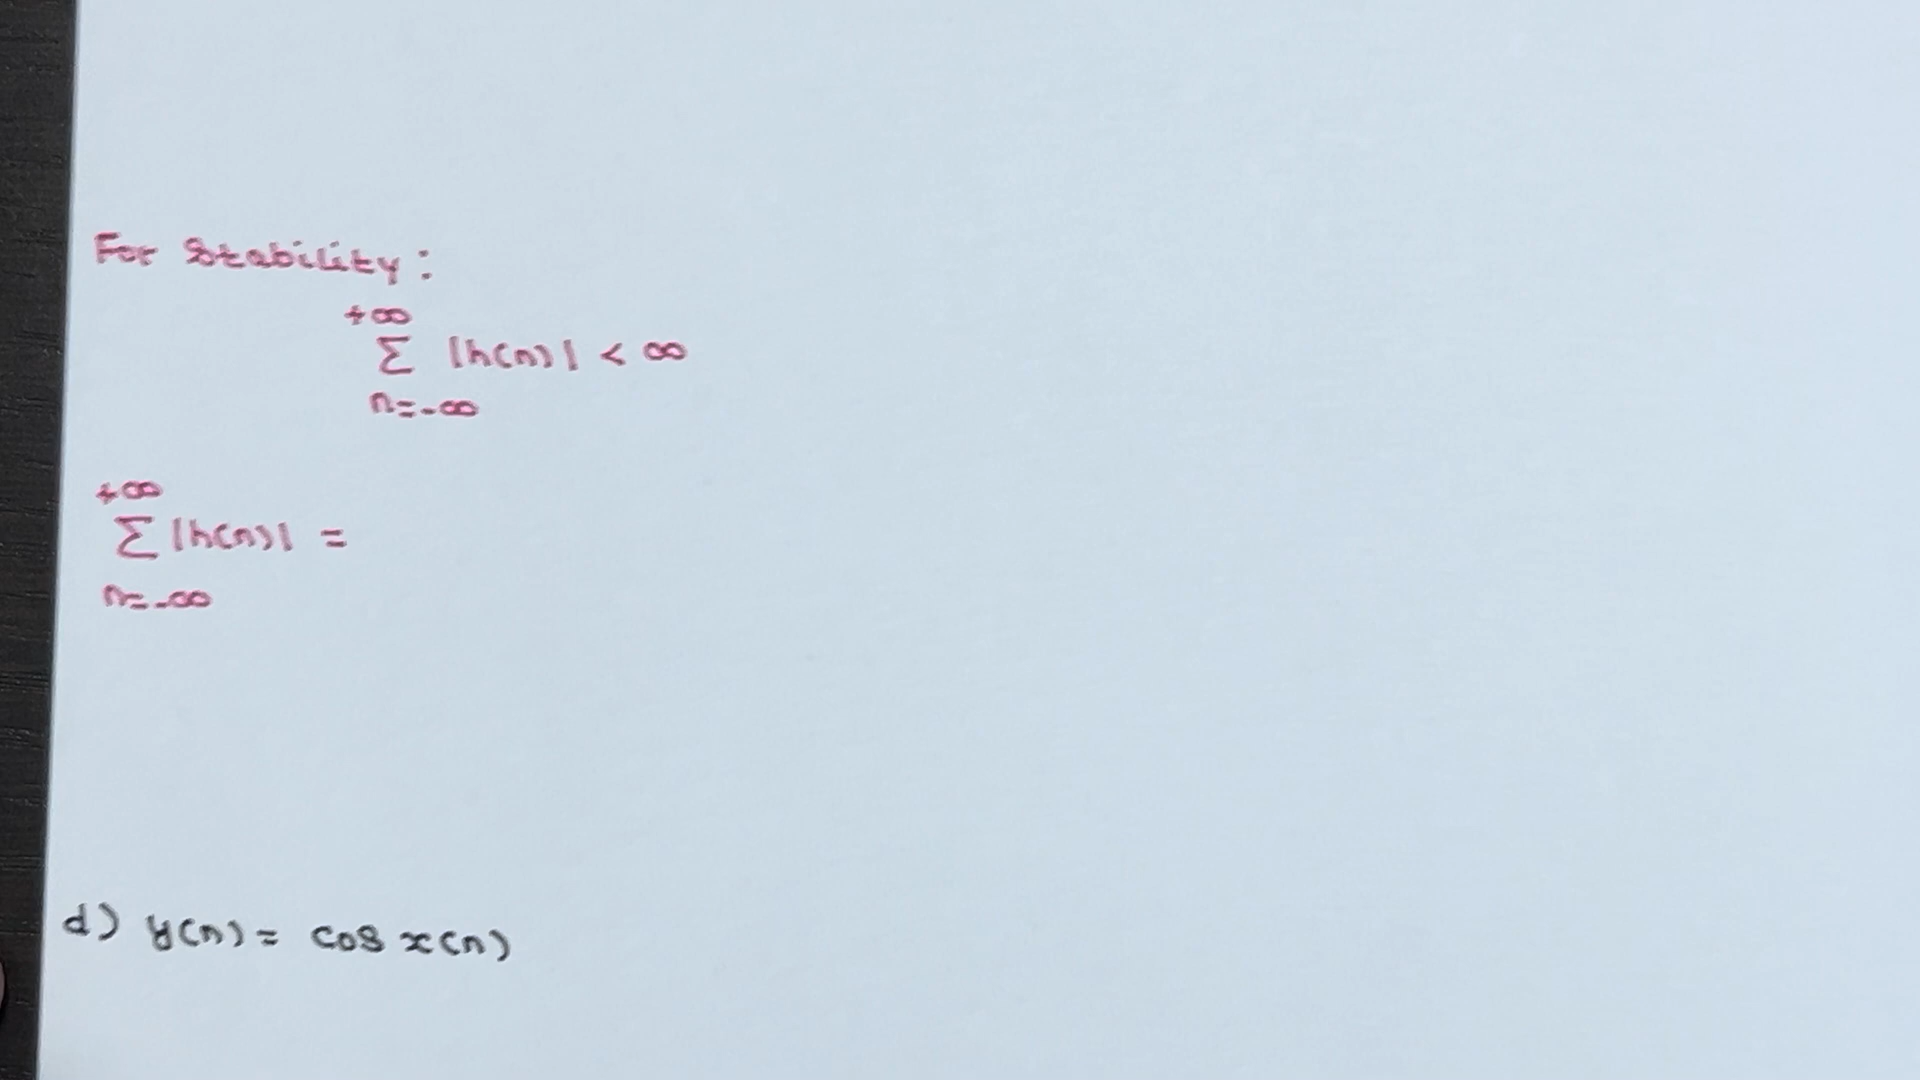 For Stability:
+∞
Σ |h(n)| < ∞
n=-∞
+∞
Σ |h(n)| =
n=-∞
d) y(n) = cos x(n)